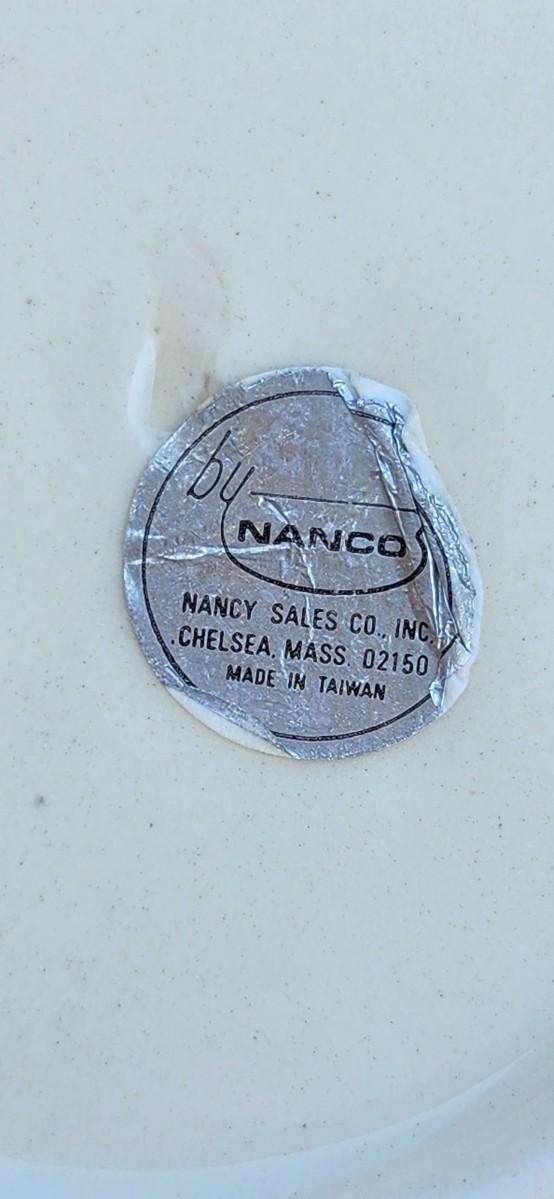 by
NANCO
NANCY SALES CO., INC.
CHELSEA, MASS. 02150
MADE IN TAIWAN